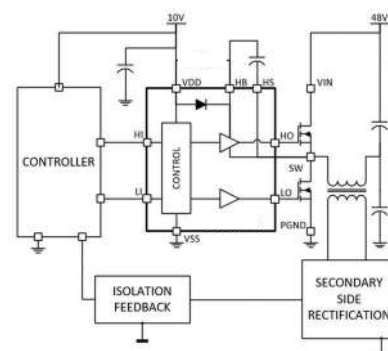 10V
48V
VDD
HB
HS
VIN
HI
HO
CONTROLLER
CONTROL
SW
LI
LO
VSS
PGND
ISOLATION
FEEDBACK
SECONDARY
SIDE
RECTIFICATION